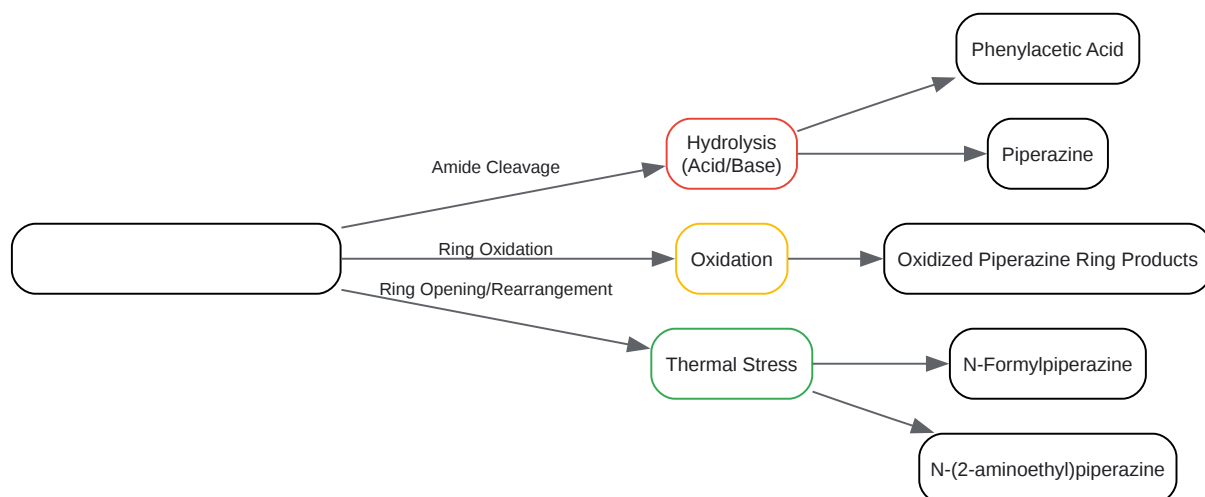 Phenylacetic Acid
Hydrolysis
(Acid/Base)
Piperazine
Amide Cleavage
Ring Oxidation
Oxidation
Oxidized Piperazine Ring Products
Ring Opening/Rearrangement
Thermal Stress
N-Formylpiperazine
N-(2-aminoethyl)piperazine